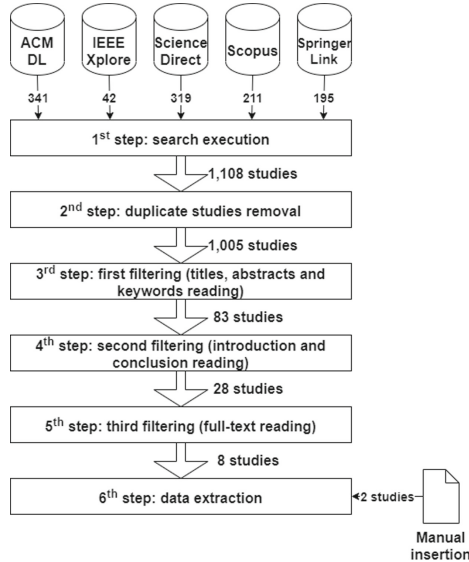 ACM DL
IEEE Xplore
Science Direct
Scopus
Springer Link
341
42
319
211
195
1st step: search execution
1,108 studies
2nd step: duplicate studies removal
1,005 studies
3rd step: first filtering (titles, abstracts and
keywords reading)
83 studies
4th step: second filtering (introduction and
conclusion reading)
28 studies
5th step: third filtering (full-text reading)
8 studies
6th step: data extraction
2 studies
Manual
insertion